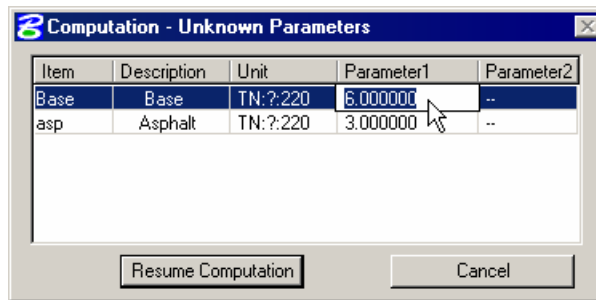 Computation - Unknown Parameters
Item Description Unit Parameter1 Parameter2
Base Base TN:?:220 6.000000 --
asp Asphalt TN:?:220 3.000000 --
Resume Computation Cancel